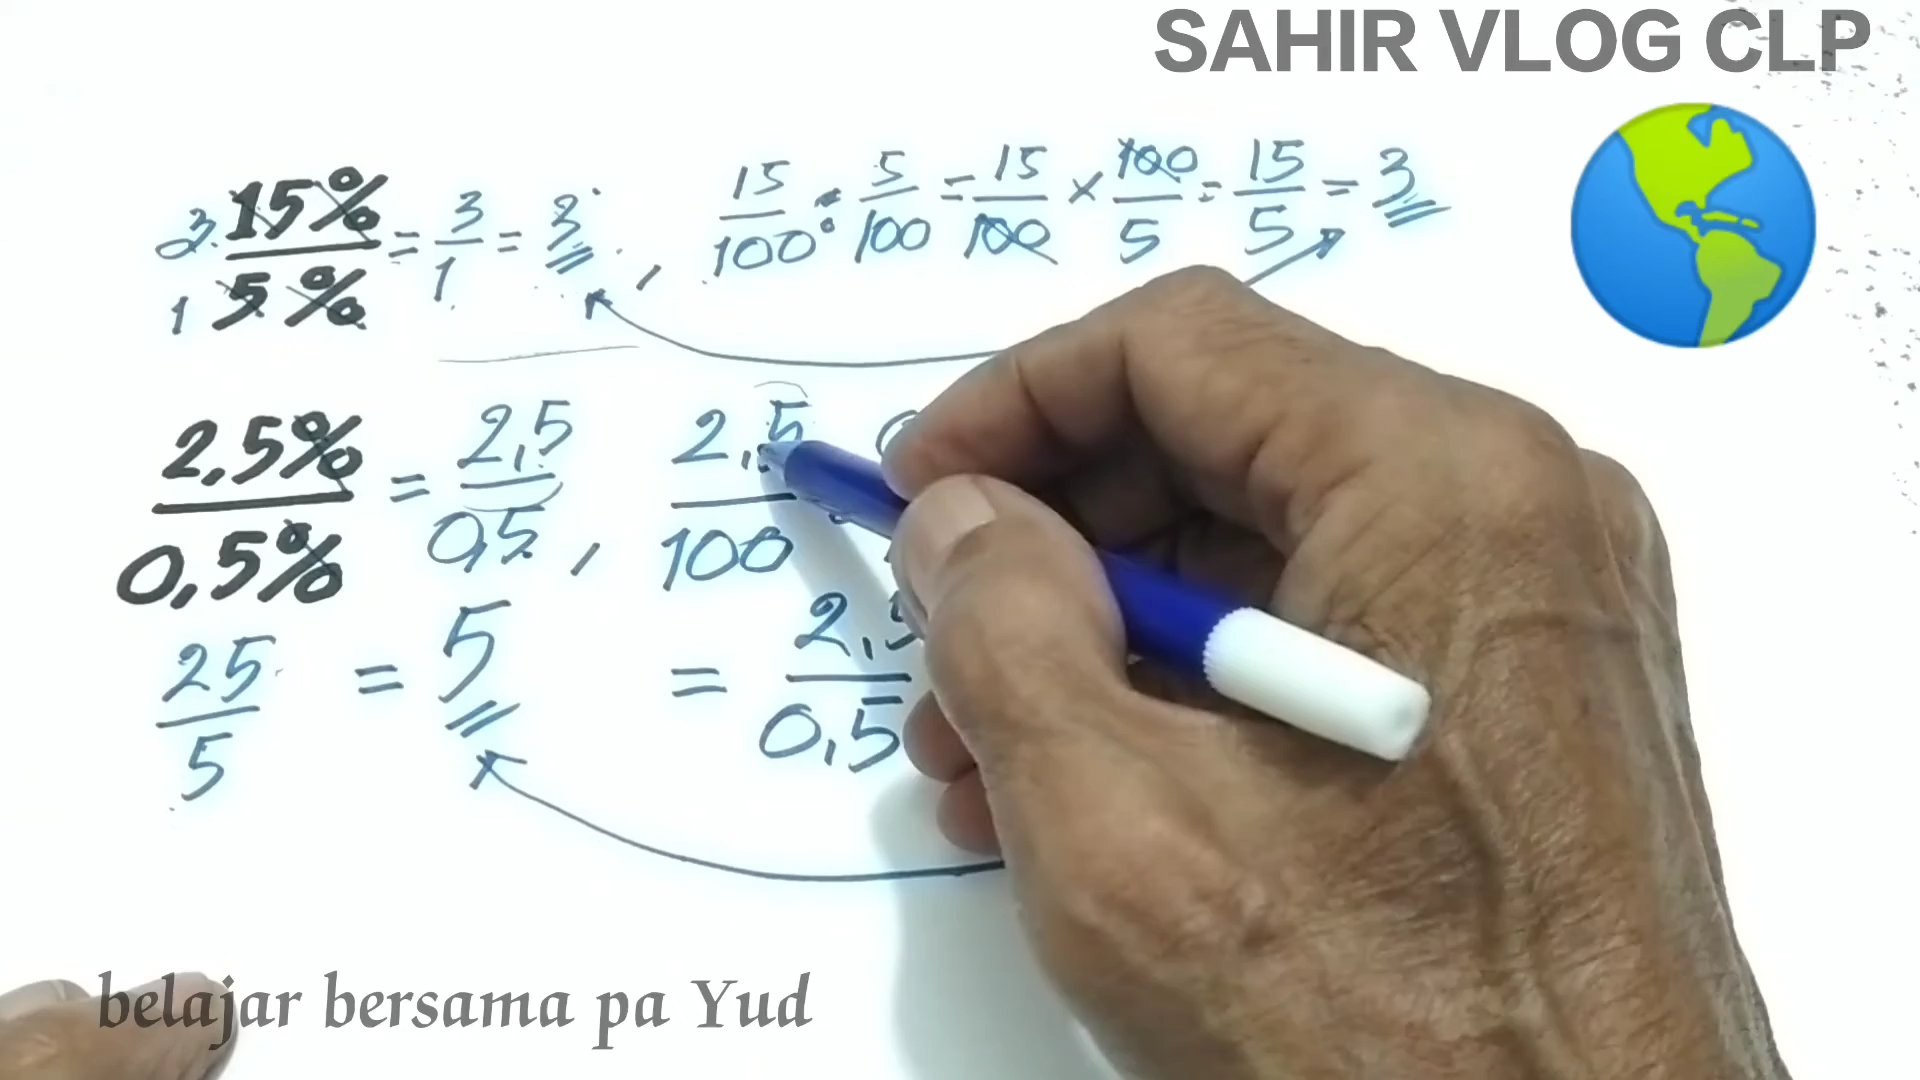 SAHIR VLOG CLP
3 15% / 1 5% = 3/1 = 3 , 15/100 : 5/100 = 15/100 × 100/5 = 15/5 = 3
2,5% / 0,5% = 2,5/0,5 , 2,5/100
25/5 = 5 = 2,5/0,5
belajar bersama pa Yud